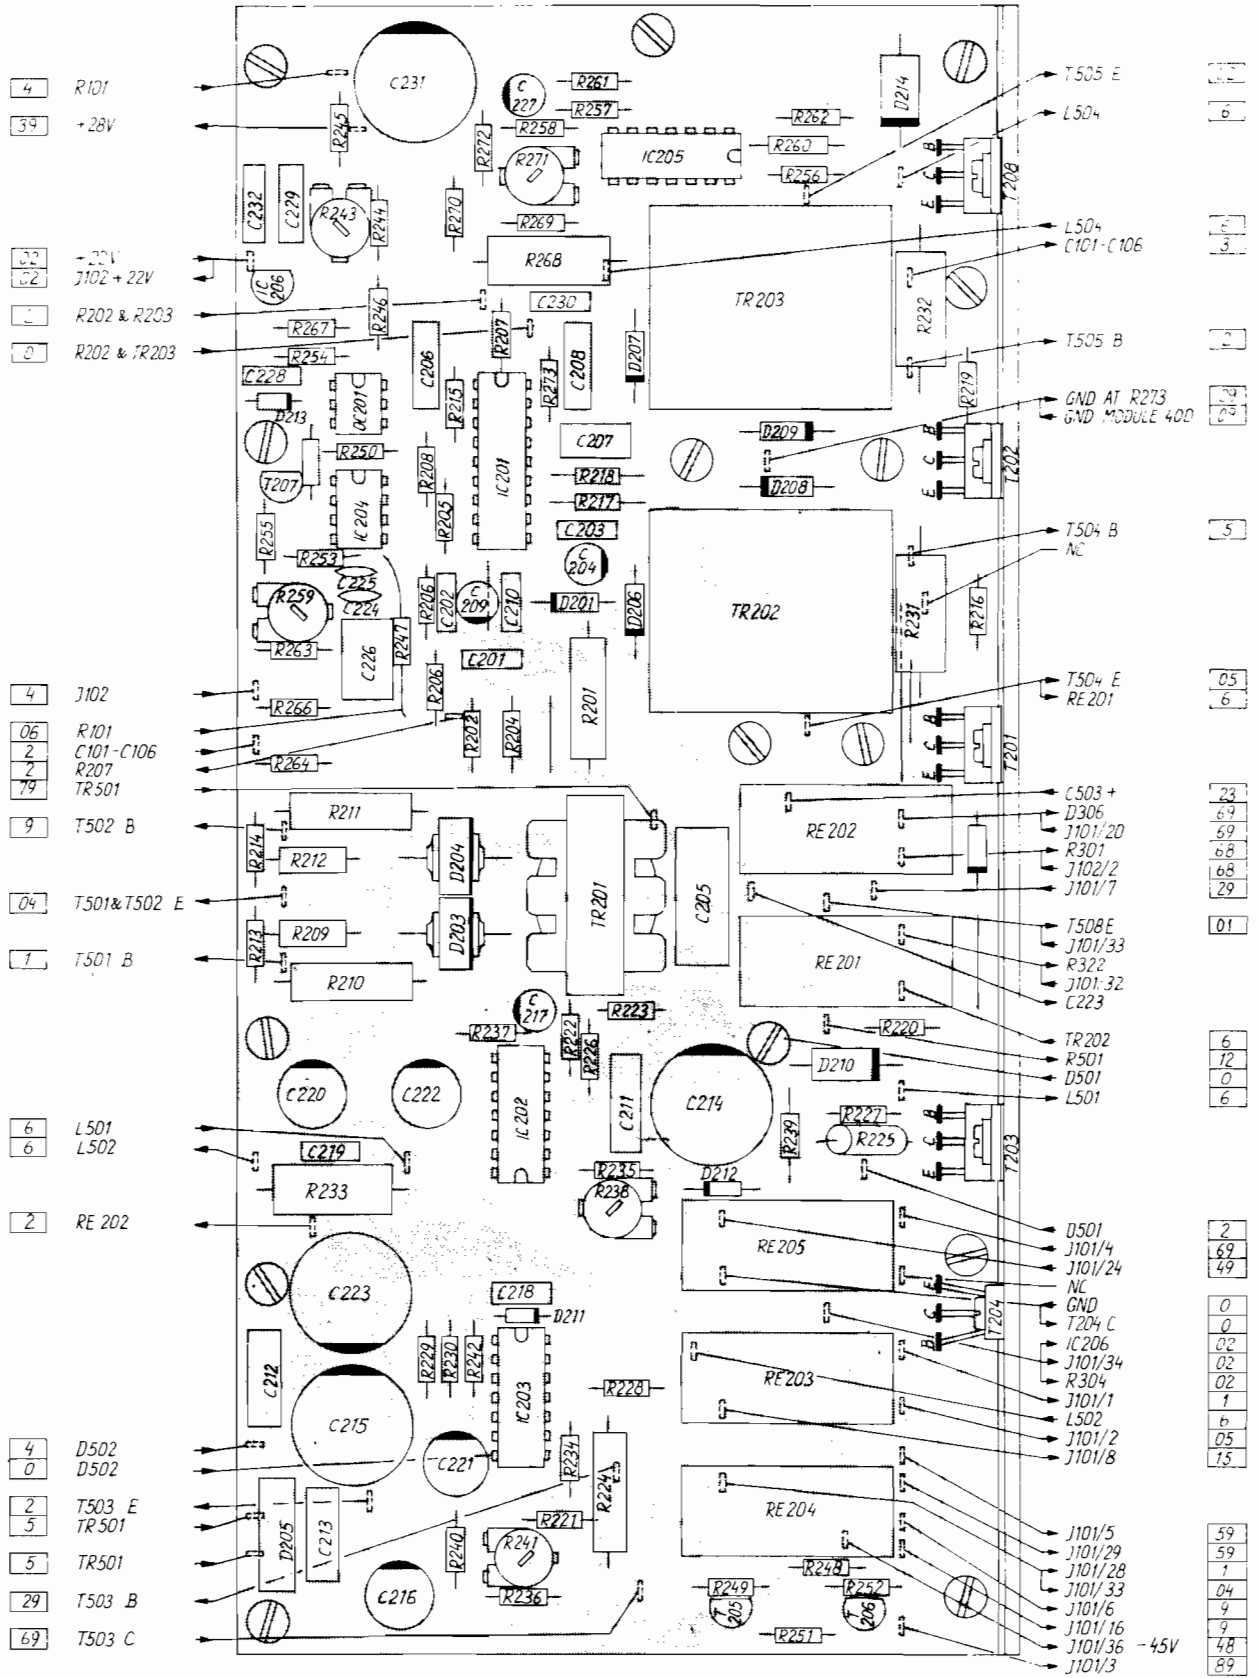 4 R101
39 +28V
J102 +22V
R202 & R203
0 R202 & TR203
4 J102
06 R101
2 C101-C106
2 R207
79 TR501
9 T502 B
04 T501&T502 E
1 T501 B
6 L501
6 L502
2 RE 202
4 D502
0 D502
2 T503 E
5 TR501
5 TR501
29 T503 B
69 T503 C
C231
C 227
R261
R257
R258
R262
R260
R256
D214
R245
R272
R271
IC205
T208
B
C
E
C232
C229
R243
R244
R270
R269
R268
IC 206
R246
C230
TR203
R232
R267
R254
C228
D213
C206
R207
R273
C208
D207
R219
OC201
R215
R250
T207
R208
IC201
C207
D209
R218
D208
R217
T202
B
C
E
R255
IC204
R205
C203
R253
C225
C224
C 204
R259
R206
C202
C 209
C210
D201
D206
TR202
R231
R216
R263
C226
R247
C201
R206
R201
R266
R202
R204
R264
T201
B
C
E
R211
R214
R212
D204
TR201
C205
RE202
R213
R209
D203
R210
RE201
C 217
R237
R222
R226
R223
R220
D210
C220
C222
IC202
C211
C214
R239
R227
R225
T203
B
C
E
C219
R233
R235
R238
D212
C223
RE205
C218
D211
T204
E
C
B
C212
R229
R230
R242
IC203
R228
RE203
C215
C221
R234
R224
RE204
D205
C213
R240
R221
R241
R236
C216
R248
R249
R252
T 205
T 206
R251
T505 E
L504 6
L504 6
C101-C106 3
T505 B 2
GND AT R273
GND MODULE 400
T504 B 5
NC
T504 E 05
RE201 6
C503 + 23
D306 69
J101/20 69
R301 68
J102/2 68
J101/7 29
T508E 01
J101/33
R322
J101/32
C223
TR202 6
R501 12
D501 0
L501 6
D501 2
J101/4 69
J101/24 49
NC
GND 0
T204 C 0
IC206 02
J101/34 02
R304 02
J101/1 1
L502 6
J101/2 05
J101/8 15
J101/5 59
J101/29 59
J101/28 1
J101/33 04
J101/6 9
J101/16 9
J101/36 -45V 48
J101/3 89